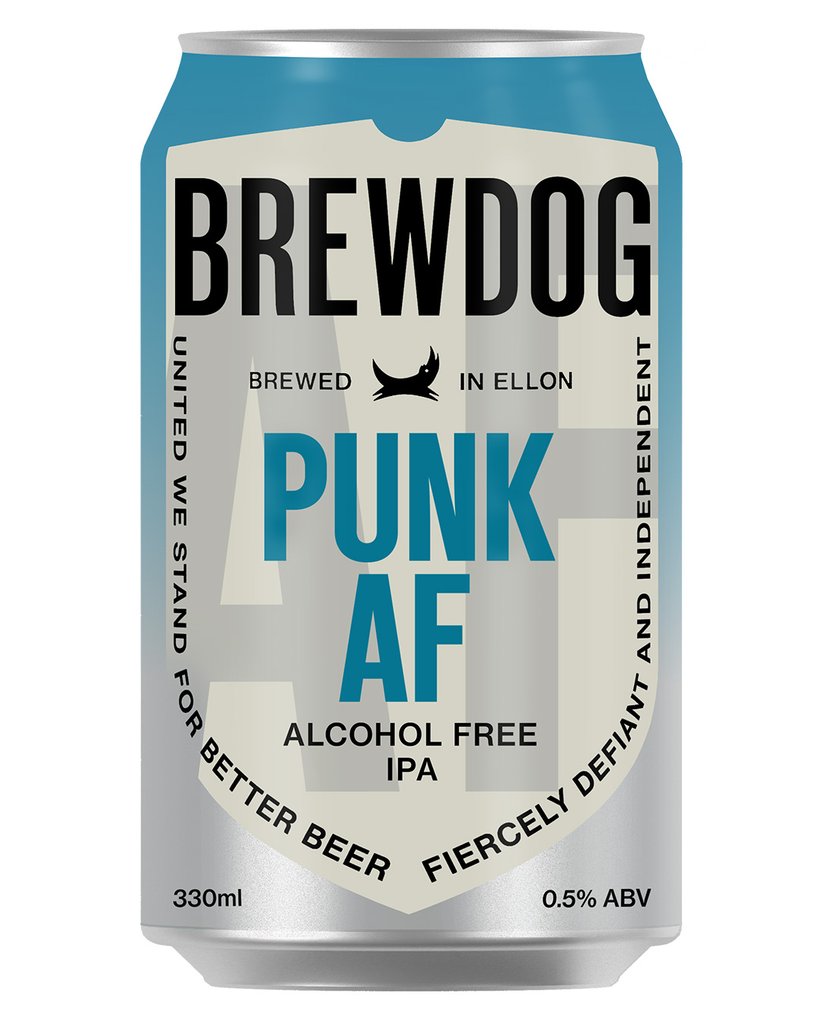 BREWDOG
BREWED IN ELLON
PUNK
AF
ALCOHOL FREE
IPA
UNITED WE STAND FOR BETTER BEER
FIERCELY DEFIANT AND INDEPENDENT
330ml
0.5% ABV
AF